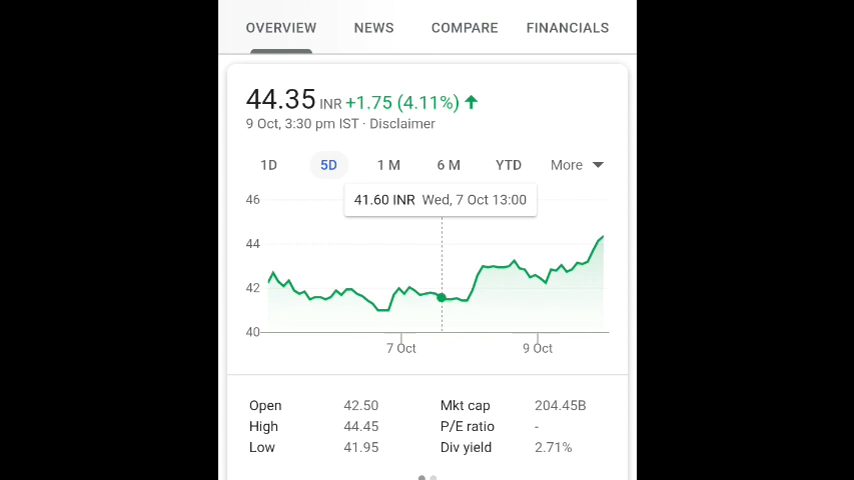 OVERVIEW NEWS COMPARE FINANCIALS
44.35 INR +1.75 (4.11%) ↑
9 Oct, 3:30 pm IST · Disclaimer
1D 5D 1 M 6 M YTD More
41.60 INR Wed, 7 Oct 13:00
46
44
42
40
7 Oct 9 Oct
Open 42.50 Mkt cap 204.45B
High 44.45 P/E ratio -
Low 41.95 Div yield 2.71%